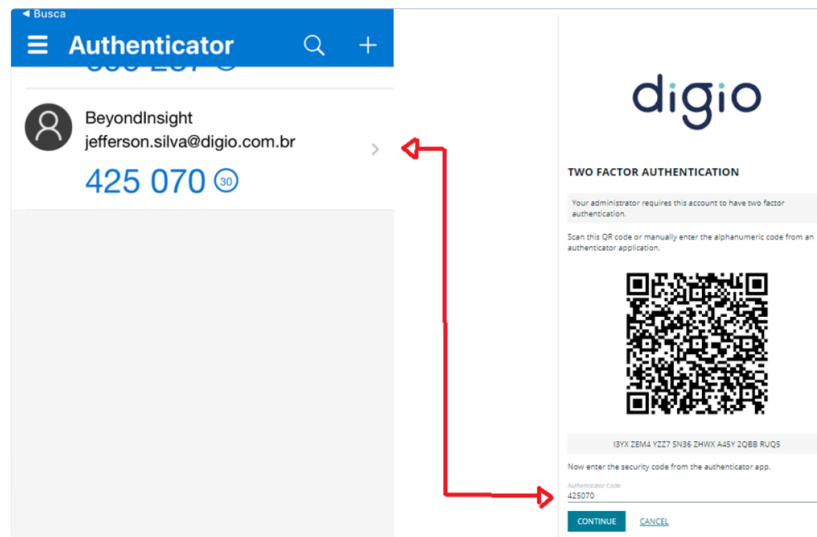 Busca
Authenticator
BeyondInsight
jefferson.silva@digio.com.br
425 070
30
digio
TWO FACTOR AUTHENTICATION
Your administrator requires this account to have two factor
authentication.
Scan this QR code or manually enter the alphanumeric code from an
authenticator application.
I3YX ZEM4 YZZ7 SN36 ZHWX A4SY 2QBB RUQ5
Now enter the security code from the authenticator app.
Authenticator Code
425070
CONTINUE
CANCEL